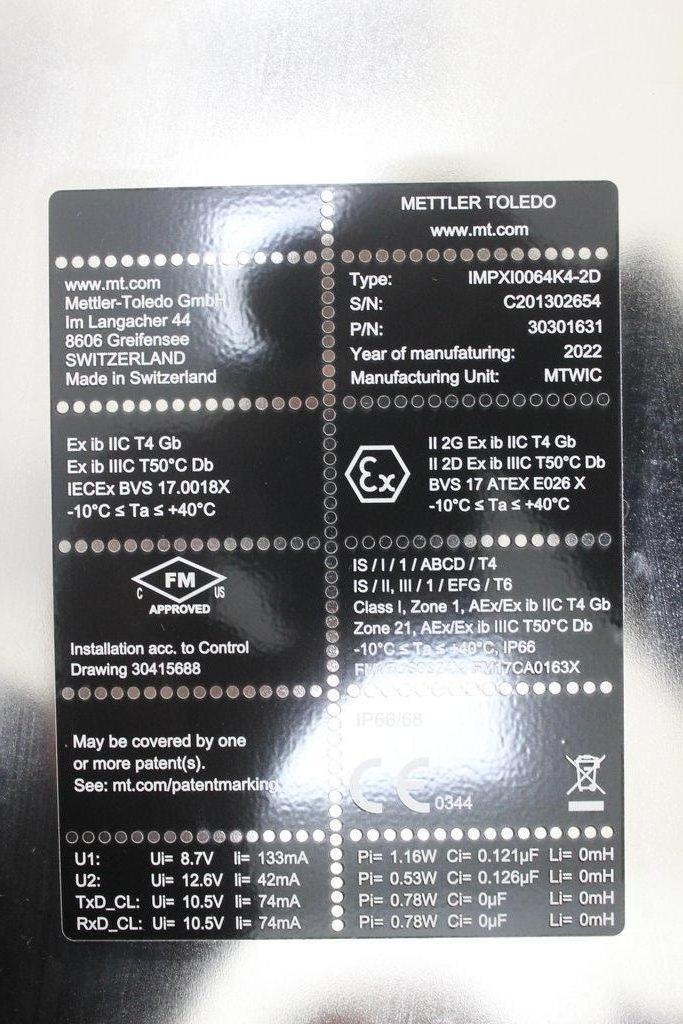 METTLER TOLEDO
www.mt.com
www.mt.com
Mettler-Toledo GmbH
Im Langacher 44
8606 Greifensee
SWITZERLAND
Made in Switzerland
Type: IMPXI0064K4-2D
S/N: C201302654
P/N: 30301631
Year of manufaturing: 2022
Manufacturing Unit: MTWIC
Ex ib IIC T4 Gb
Ex ib IIIC T50°C Db
IECEx BVS 17.0018X
-10°C ≤ Ta ≤ +40°C
Ex
II 2G Ex ib IIC T4 Gb
II 2D Ex ib IIIC T50°C Db
BVS 17 ATEX E026 X
-10°C ≤ Ta ≤ +40°C
FM
C US
APPROVED
Installation acc. to Control
Drawing 30415688
IS / I / 1 / ABCD / T4
IS / II, III / 1 / EFG / T6
Class I, Zone 1, AEx/Ex ib IIC T4 Gb
Zone 21, AEx/Ex ib IIIC T50°C Db
-10°C ≤ Ta ≤ +40°C, IP66
FM17CA0163X
May be covered by one
or more patent(s).
See: mt.com/patentmarking
IP66/68
CE 0344
U1: Ui= 8.7V Ii= 133mA Pi= 1.16W Ci= 0.121µF Li= 0mH
U2: Ui= 12.6V Ii= 42mA Pi= 0.53W Ci= 0.126µF Li= 0mH
TxD_CL: Ui= 10.5V Ii= 74mA Pi= 0.78W Ci= 0µF Li= 0mH
RxD_CL: Ui= 10.5V Ii= 74mA Pi= 0.78W Ci= 0µF Li= 0mH